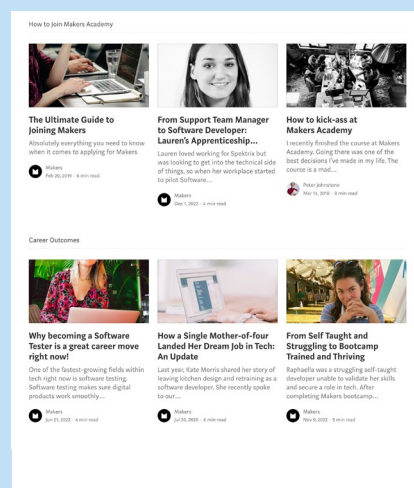 How to Join Makers Academy
The Ultimate Guide to
Joining Makers
Absolutely everything you need to know
when it comes to applying for Makers
Makers
Feb 20, 2019 · 6 min read
From Support Team Manager
to Software Developer:
Lauren's Apprenticeship...
Lauren loved working for Spektrix but
was looking to get into the technical side
of things, so when her workplace started
to pilot Software...
Makers
Dec 1, 2022 · 4 min read
How to kick-ass at
Makers Academy
I recently finished the course at Makers
Academy. Going there was one of the
best decisions I've made in my life. The
course is a mad...
Peter Johnstone
Mar 14, 2016 · 3 min read
Career Outcomes
Why becoming a Software
Tester is a great career move
right now!
One of the fastest-growing fields within
tech right now is software testing.
Software testing make sure digital
products work smoothly...
Makers
Jun 21, 2022 · 4 min read
How a Single Mother-of-four
Landed Her Dream Job in Tech:
An Update
Last year, Kate Morris shared her story of
leaving kitchen design and retraining as a
software developer. She recently spoke
to our...
Makers
Jul 20, 2020 · 6 min read
From Self Taught and
Struggling to Bootcamp
Trained and Thriving
Raphaella was a struggling self-taught
developer unable to validate her skills
and secure a role in tech. After
completing Makers bootcamp...
Makers
Nov 9, 2022 · 5 min read